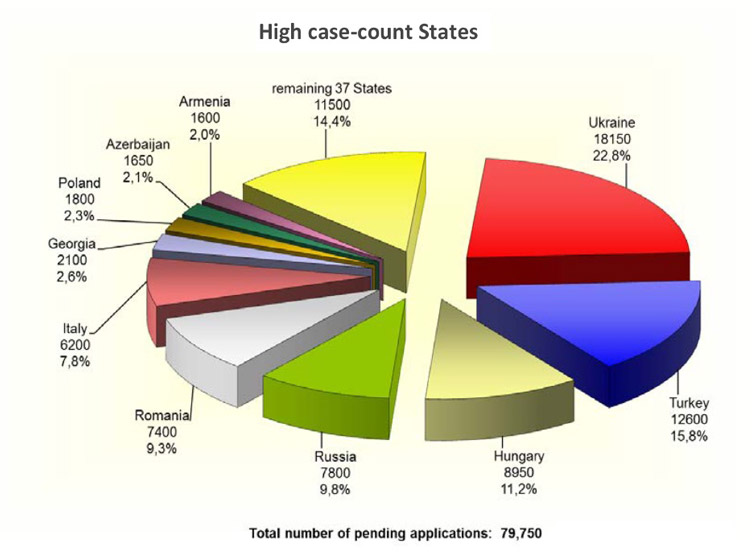 High case-count States
remaining 37 States
11500
14,4%
Ukraine
18150
22,8%
Turkey
12600
15,8%
Hungary
8950
11,2%
Russia
7800
9,8%
Romania
7400
9,3%
Italy
6200
7,8%
Georgia
2100
2,6%
Poland
1800
2,3%
Azerbaijan
1650
2,1%
Armenia
1600
2,0%
Total number of pending applications: 79,750